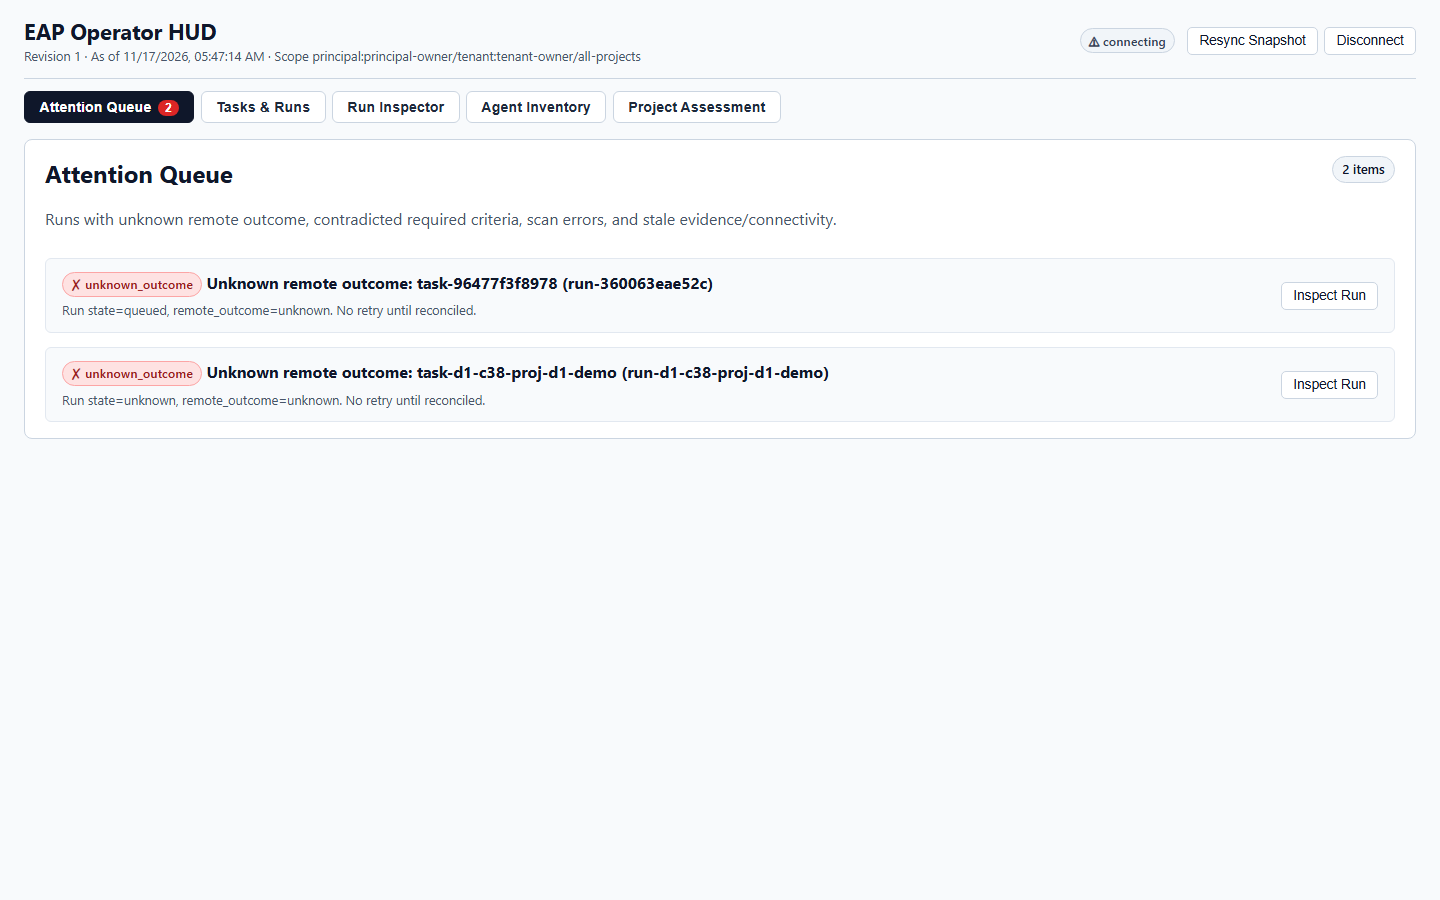 EAP Operator HUD
Revision 1 · As of 11/17/2026, 05:47:14 AM · Scope principal:principal-owner/tenant:tenant-owner/all-projects
⚠ connecting
Resync Snapshot
Disconnect
Attention Queue 2
Tasks & Runs
Run Inspector
Agent Inventory
Project Assessment
Attention Queue
2 items
Runs with unknown remote outcome, contradicted required criteria, scan errors, and stale evidence/connectivity.
✗ unknown_outcome Unknown remote outcome: task-96477f3f8978 (run-360063eae52c)
Run state=queued, remote_outcome=unknown. No retry until reconciled.
Inspect Run
✗ unknown_outcome Unknown remote outcome: task-d1-c38-proj-d1-demo (run-d1-c38-proj-d1-demo)
Run state=unknown, remote_outcome=unknown. No retry until reconciled.
Inspect Run